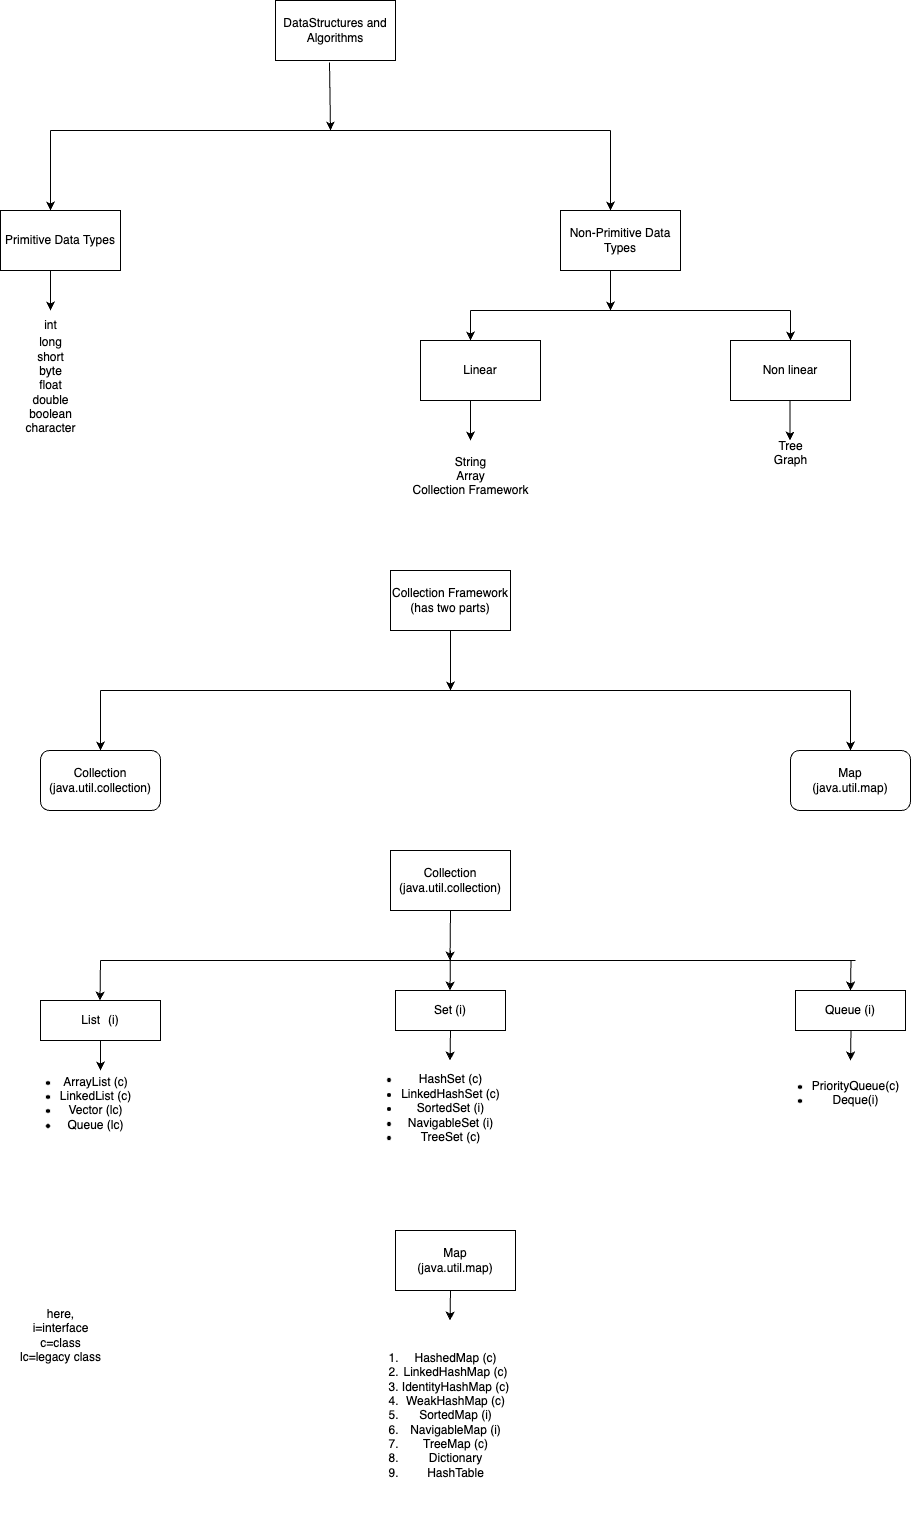 DataStructures and
Algorithms
Primitive Data Types
Non-Primitive Data
Types
int
long
short
byte
float
double
boolean
character
Linear
Non linear
String
Array
Collection Framework
Tree
Graph
Collection Framework
(has two parts)
Collection
(java.util.collection)
Map
(java.util.map)
Collection
(java.util.collection)
List (i)
Set (i)
Queue (i)
• ArrayList (c)
• LinkedList (c)
• Vector (lc)
• Queue (lc)
• HashSet (c)
• LinkedHashSet (c)
• SortedSet (i)
• NavigableSet (i)
• TreeSet (c)
• PriorityQueue(c)
• Deque(i)
Map
(java.util.map)
here,
i=interface
c=class
lc=legacy class
1. HashedMap (c)
2. LinkedHashMap (c)
3. IdentityHashMap (c)
4. WeakHashMap (c)
5. SortedMap (i)
6. NavigableMap (i)
7. TreeMap (c)
8. Dictionary
9. HashTable